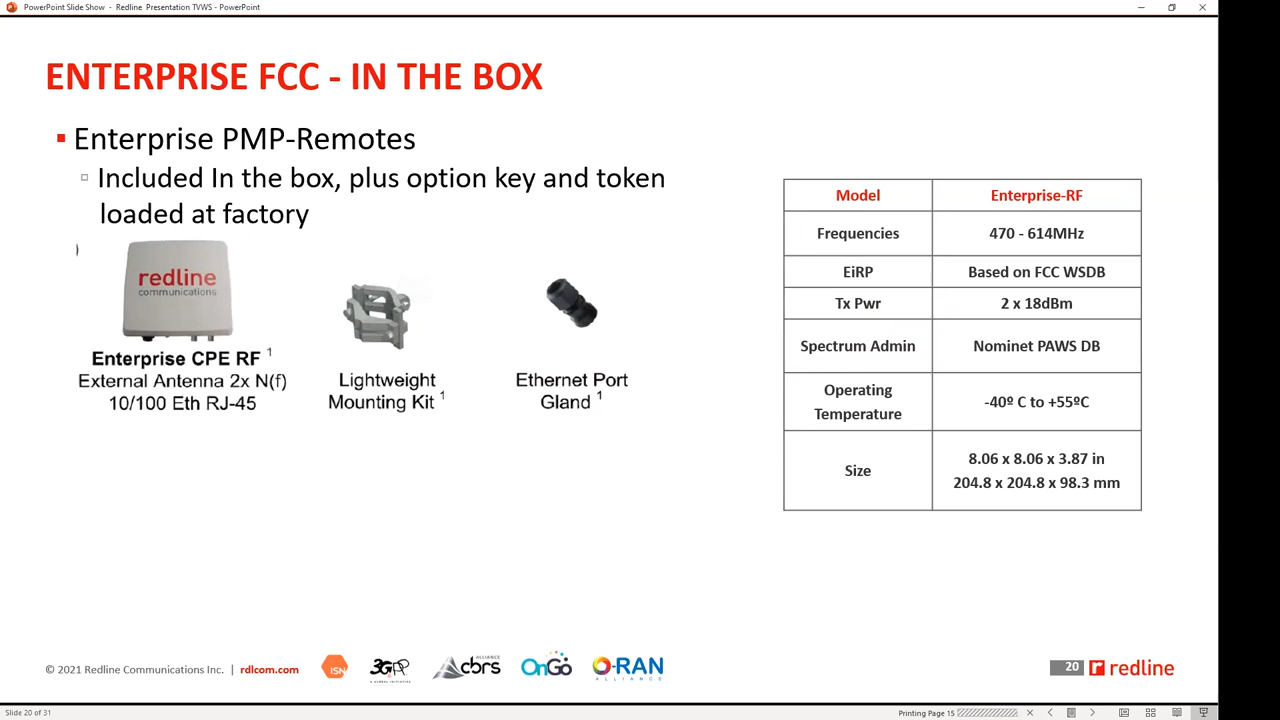 PowerPoint Slide Show - Redline Presentation TVWS - PowerPoint
ENTERPRISE FCC - IN THE BOX
Enterprise PMP-Remotes
Included In the box, plus option key and token
loaded at factory
)
redline
communications
Enterprise CPE RF 1
External Antenna 2x N(f)
10/100 Eth RJ-45
Lightweight
Mounting Kit 1
Ethernet Port
Gland 1
Model Enterprise-RF
Frequencies 470 - 614MHz
EiRP Based on FCC WSDB
Tx Pwr 2 x 18dBm
Spectrum Admin Nominet PAWS DB
Operating
Temperature
-40º C to +55ºC
Size
8.06 x 8.06 x 3.87 in
204.8 x 204.8 x 98.3 mm
© 2021 Redline Communications Inc. | rdlcom.com
ISN
3GPP
A GLOBAL INITIATIVE
ALLIANCE
cbrs
OnGo
O-RAN
ALLIANCE
20
redline
Slide 20 of 31
Printing Page 15